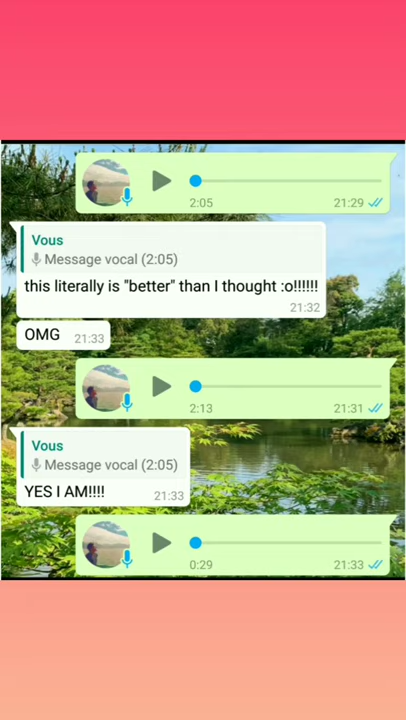 2:05 21:29
Vous
Message vocal (2:05)
this literally is "better" than I thought :o!!!!!!
21:32
OMG 21:33
2:13 21:31
Vous
Message vocal (2:05)
YES I AM!!!! 21:33
0:29 21:33